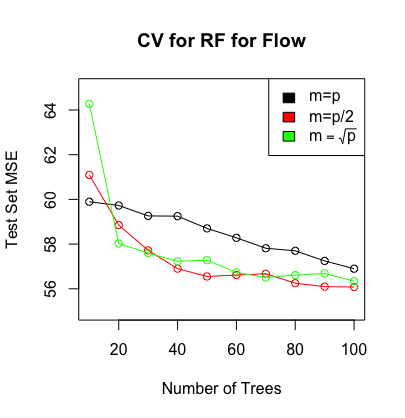 CV for RF for Flow
m=p
m=p/2
m = √p
Test Set MSE
64
62
60
58
56
20 40 60 80 100
Number of Trees